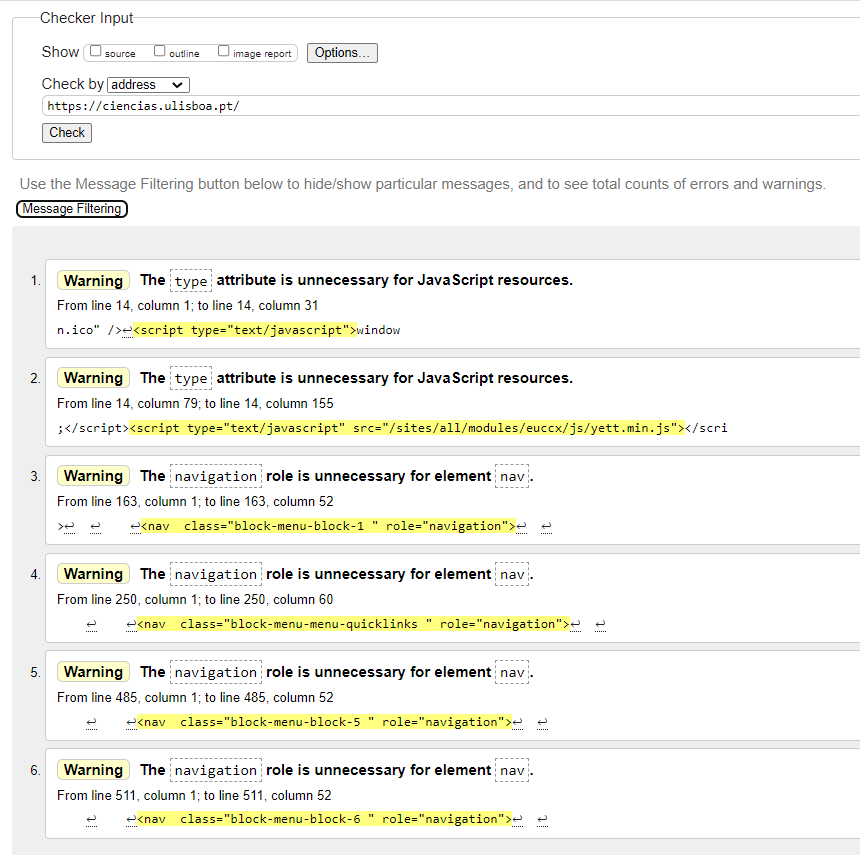 Checker Input
Show source outline image report Options...
Check by address
https://ciencias.ulisboa.pt/
Check
Use the Message Filtering button below to hide/show particular messages, and to see total counts of errors and warnings.
Message Filtering
1. Warning The type attribute is unnecessary for JavaScript resources.
From line 14, column 1; to line 14, column 31
n.ico" />↩<script type="text/javascript">window
2. Warning The type attribute is unnecessary for JavaScript resources.
From line 14, column 79; to line 14, column 155
;</script><script type="text/javascript" src="/sites/all/modules/euccx/js/yett.min.js"></scri
3. Warning The navigation role is unnecessary for element nav.
From line 163, column 1; to line 163, column 52
>↩ ↩ ↩<nav  class="block-menu-block-1 " role="navigation">↩ ↩
4. Warning The navigation role is unnecessary for element nav.
From line 250, column 1; to line 250, column 60
↩ ↩<nav  class="block-menu-menu-quicklinks " role="navigation">↩ ↩
5. Warning The navigation role is unnecessary for element nav.
From line 485, column 1; to line 485, column 52
↩ ↩<nav  class="block-menu-block-5 " role="navigation">↩ ↩
6. Warning The navigation role is unnecessary for element nav.
From line 511, column 1; to line 511, column 52
↩ ↩<nav  class="block-menu-block-6 " role="navigation">↩ ↩